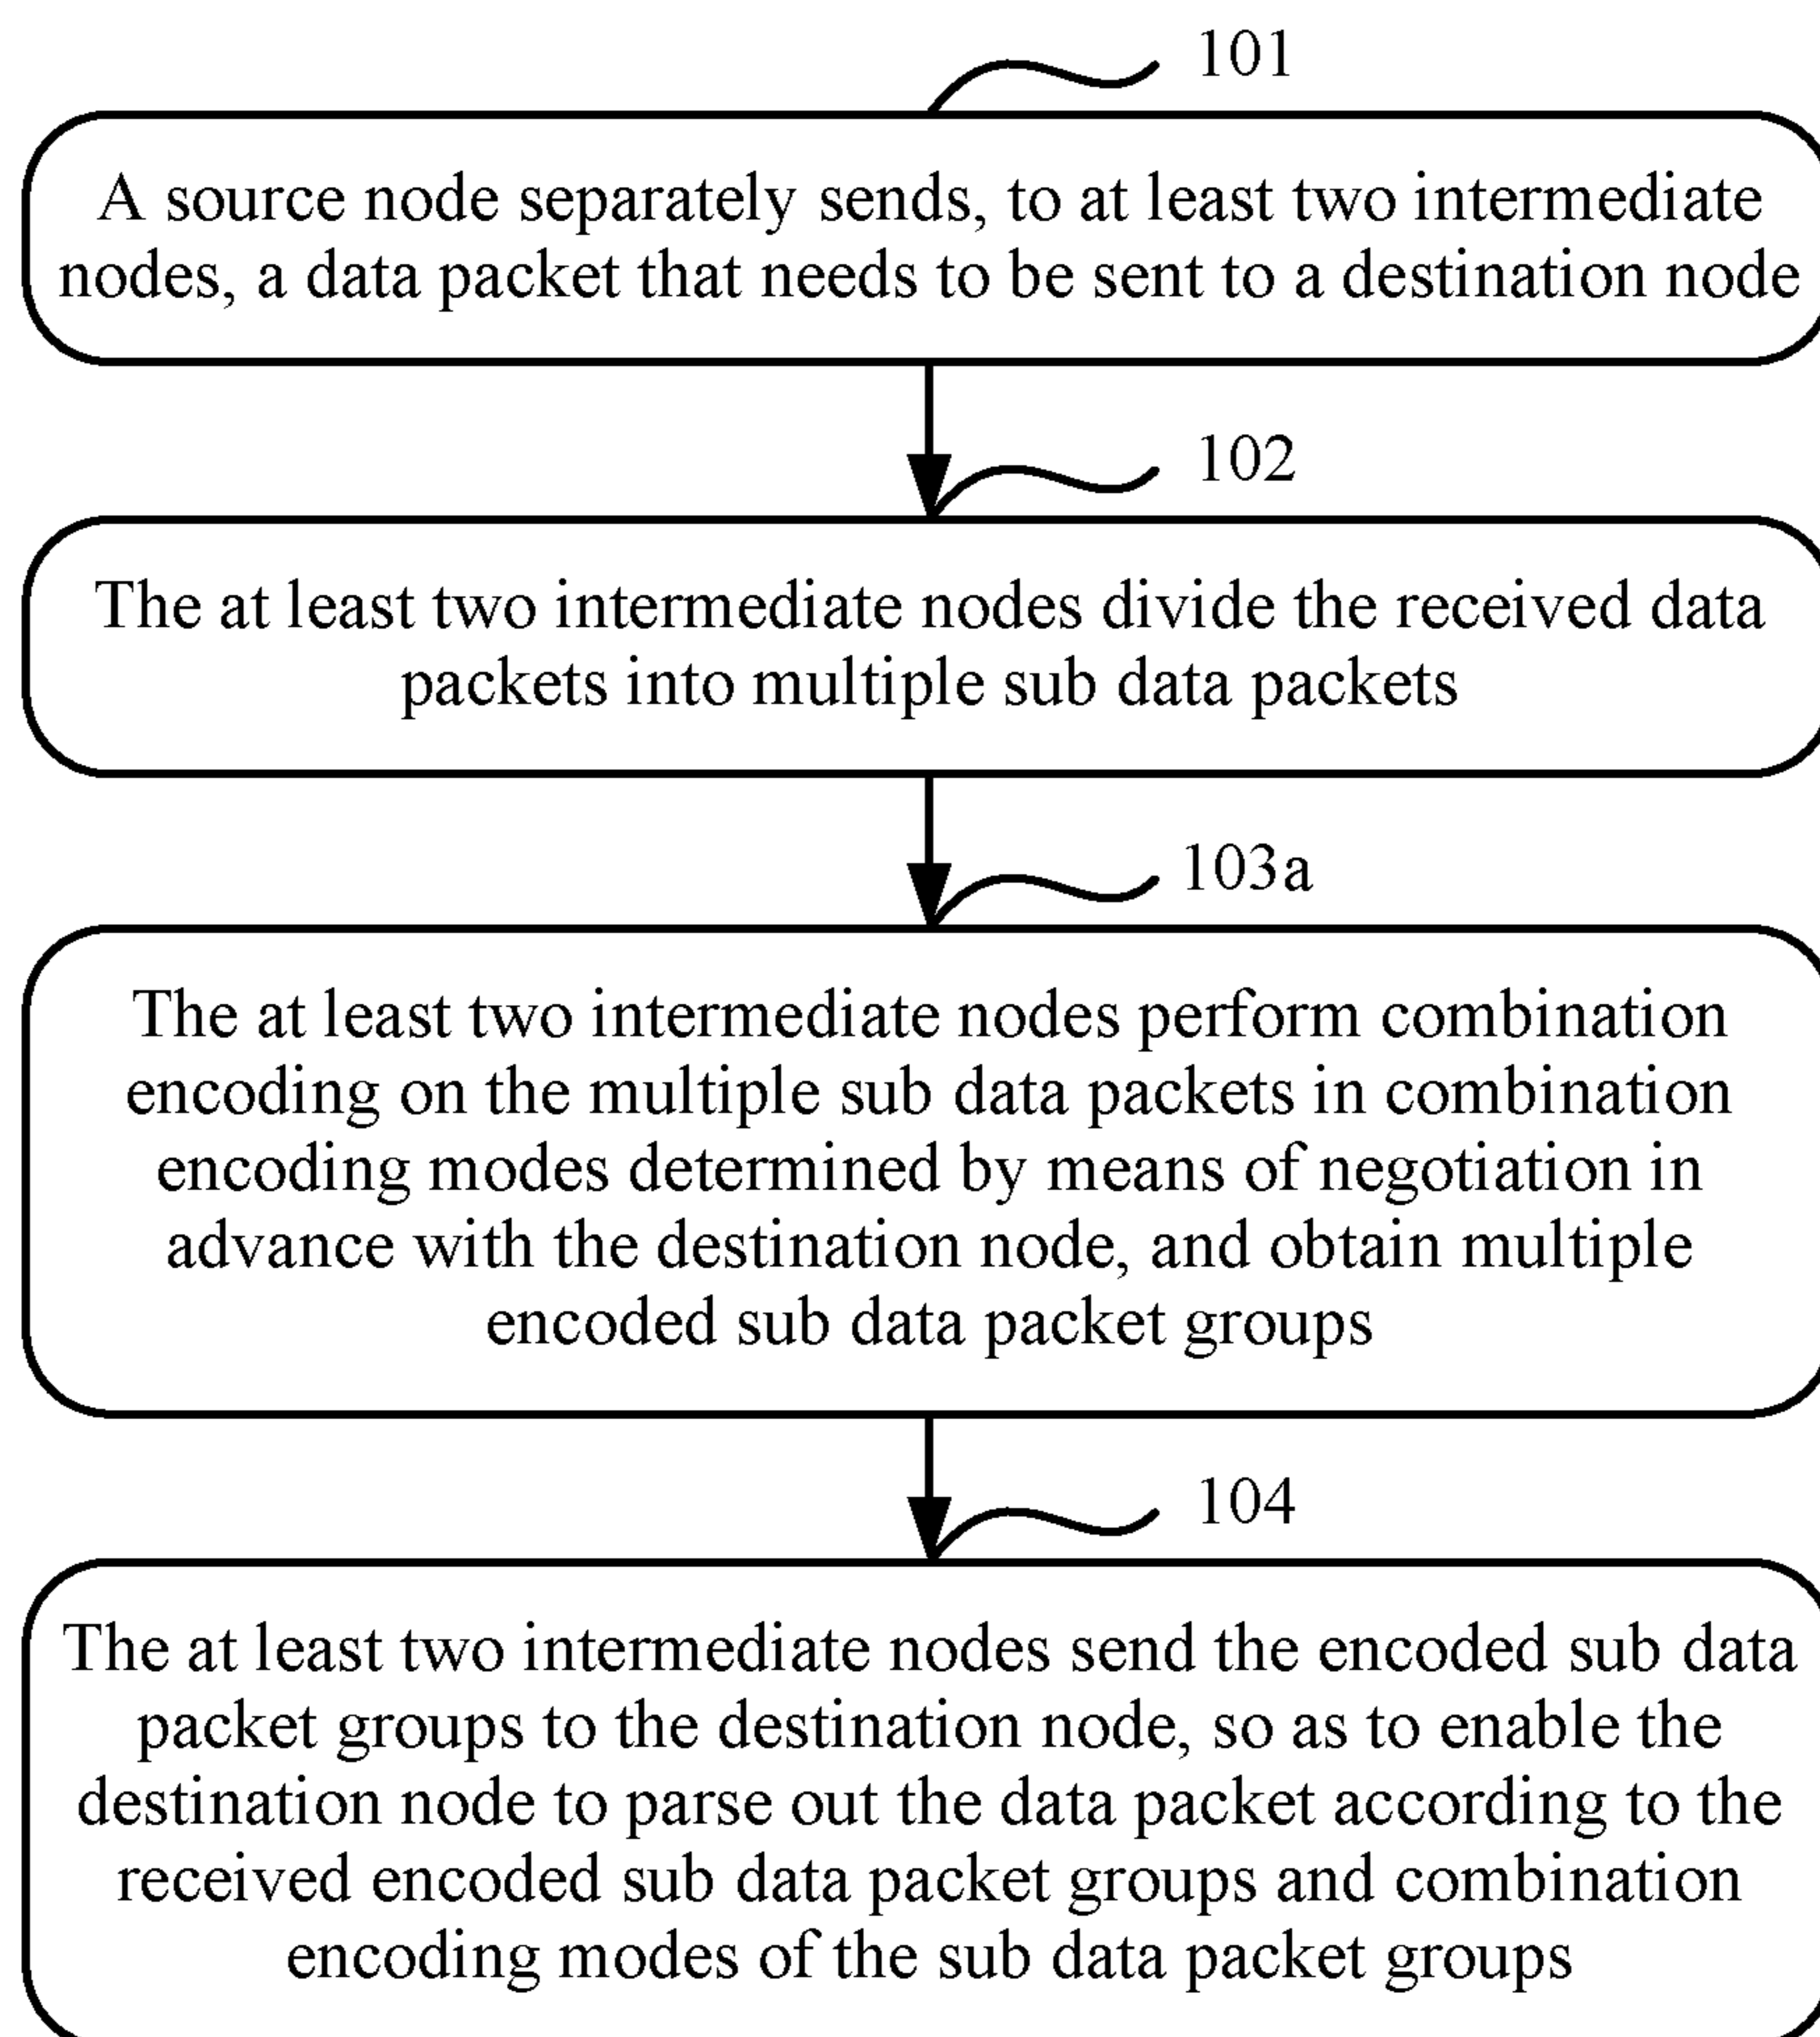 101
A source node separately sends, to at least two intermediate
nodes, a data packet that needs to be sent to a destination node
102
The at least two intermediate nodes divide the received data
packets into multiple sub data packets
103a
The at least two intermediate nodes perform combination
encoding on the multiple sub data packets in combination
encoding modes determined by means of negotiation in
advance with the destination node, and obtain multiple
encoded sub data packet groups
104
The at least two intermediate nodes send the encoded sub data
packet groups to the destination node, so as to enable the
destination node to parse out the data packet according to the
received encoded sub data packet groups and combination
encoding modes of the sub data packet groups